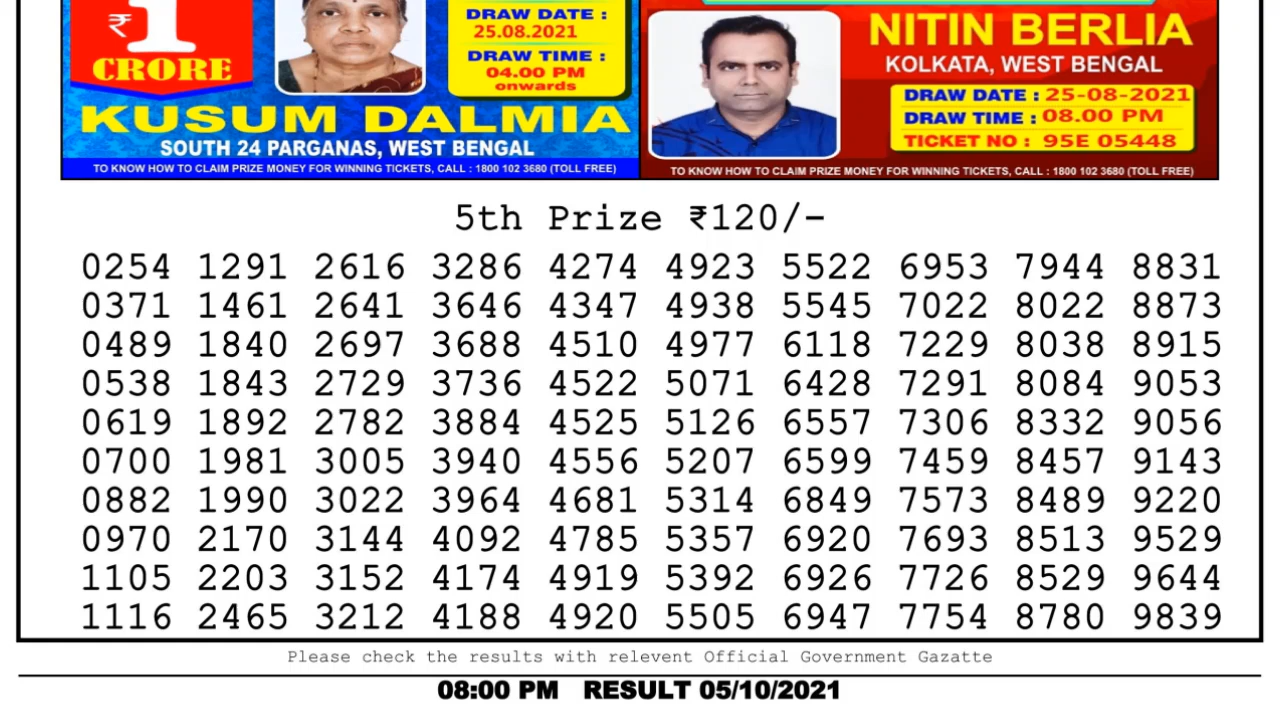 ₹1
CRORE
DRAW DATE :
25.08.2021
DRAW TIME :
04.00 PM
onwards
KUSUM DALMIA
SOUTH 24 PARGANAS, WEST BENGAL
TO KNOW HOW TO CLAIM PRIZE MONEY FOR WINNING TICKETS, CALL : 1800 102 3680 (TOLL FREE)
NITIN BERLIA
KOLKATA, WEST BENGAL
DRAW DATE : 25-08-2021
DRAW TIME : 08.00 PM
TICKET NO : 95E 05448
TO KNOW HOW TO CLAIM PRIZE MONEY FOR WINNING TICKETS, CALL : 1800 102 3680 (TOLL FREE)
5th Prize ₹120/-
0254 1291 2616 3286 4274 4923 5522 6953 7944 8831
0371 1461 2641 3646 4347 4938 5545 7022 8022 8873
0489 1840 2697 3688 4510 4977 6118 7229 8038 8915
0538 1843 2729 3736 4522 5071 6428 7291 8084 9053
0619 1892 2782 3884 4525 5126 6557 7306 8332 9056
0700 1981 3005 3940 4556 5207 6599 7459 8457 9143
0882 1990 3022 3964 4681 5314 6849 7573 8489 9220
0970 2170 3144 4092 4785 5357 6920 7693 8513 9529
1105 2203 3152 4174 4919 5392 6926 7726 8529 9644
1116 2465 3212 4188 4920 5505 6947 7754 8780 9839
Please check the results with relevent Official Government Gazatte
08:00 PM RESULT 05/10/2021